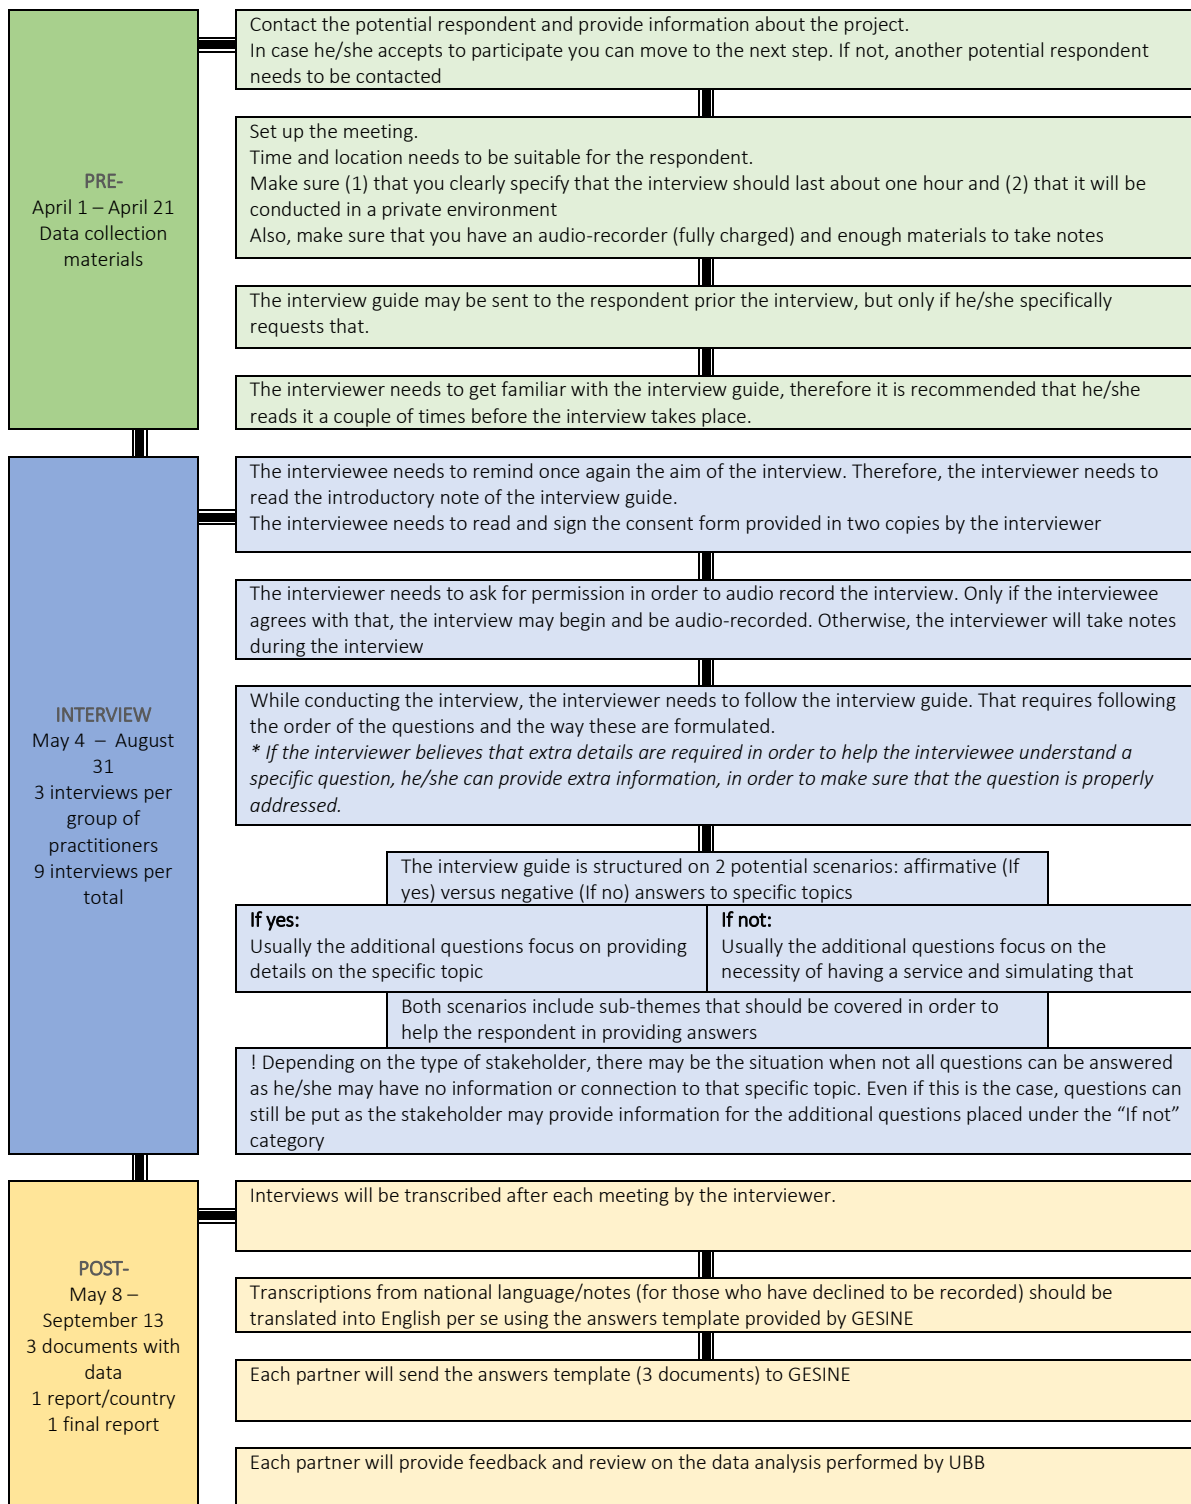 PRE-
April 1 – April 21
Data collection
materials
Contact the potential respondent and provide information about the project.
In case he/she accepts to participate you can move to the next step. If not, another potential respondent
needs to be contacted
Set up the meeting.
Time and location needs to be suitable for the respondent.
Make sure (1) that you clearly specify that the interview should last about one hour and (2) that it will be
conducted in a private environment
Also, make sure that you have an audio-recorder (fully charged) and enough materials to take notes
The interview guide may be sent to the respondent prior the interview, but only if he/she specifically
requests that.
The interviewer needs to get familiar with the interview guide, therefore it is recommended that he/she
reads it a couple of times before the interview takes place.
INTERVIEW
May 4 – August
31
3 interviews per
group of
practitioners
9 interviews per
total
The interviewee needs to remind once again the aim of the interview. Therefore, the interviewer needs to
read the introductory note of the interview guide.
The interviewee needs to read and sign the consent form provided in two copies by the interviewer
The interviewer needs to ask for permission in order to audio record the interview. Only if the interviewee
agrees with that, the interview may begin and be audio-recorded. Otherwise, the interviewer will take notes
during the interview
While conducting the interview, the interviewer needs to follow the interview guide. That requires following
the order of the questions and the way these are formulated.
* If the interviewer believes that extra details are required in order to help the interviewee understand a
specific question, he/she can provide extra information, in order to make sure that the question is properly
addressed.
The interview guide is structured on 2 potential scenarios: affirmative (If
yes) versus negative (If no) answers to specific topics
If yes:
Usually the additional questions focus on providing
details on the specific topic
If not:
Usually the additional questions focus on the
necessity of having a service and simulating that
Both scenarios include sub-themes that should be covered in order to
help the respondent in providing answers
! Depending on the type of stakeholder, there may be the situation when not all questions can be answered
as he/she may have no information or connection to that specific topic. Even if this is the case, questions can
still be put as the stakeholder may provide information for the additional questions placed under the “If not”
category
POST-
May 8 –
September 13
3 documents with
data
1 report/country
1 final report
Interviews will be transcribed after each meeting by the interviewer.
Transcriptions from national language/notes (for those who have declined to be recorded) should be
translated into English per se using the answers template provided by GESINE
Each partner will send the answers template (3 documents) to GESINE
Each partner will provide feedback and review on the data analysis performed by UBB